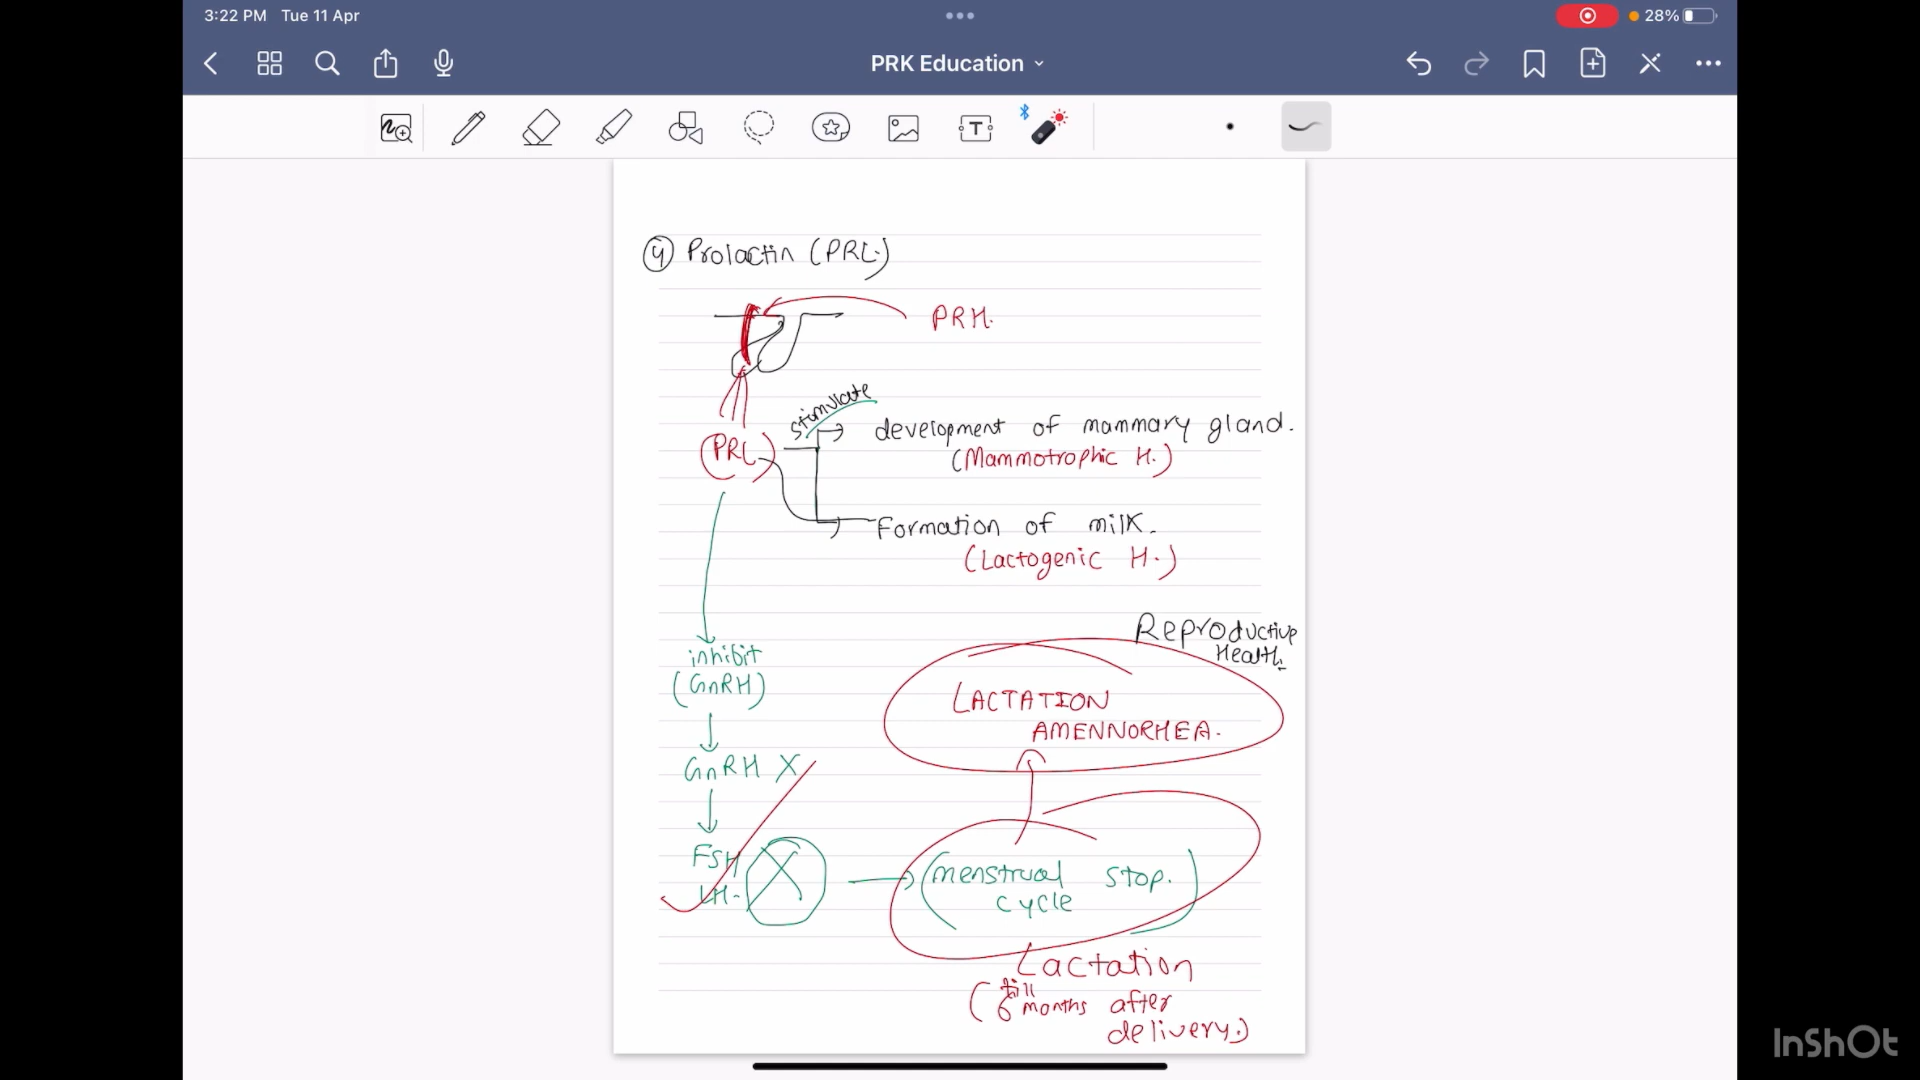 3:22 PM Tue 11 Apr
28%
PRK Education
T
④ Prolactin (PRL)
PRH.
stimulate
development of mammary gland.
(PRL)
(Mammotrophic H.)
Formation of milk.
(Lactogenic H.)
Reproductive
Health
inhibit
(GnRH)
LACTATION
AMENNORHEA.
GnRH X
FSH
LH.
X
(menstrual stop.
cycle)
Lactation
(till
6 months after
delivery.)
InShOt